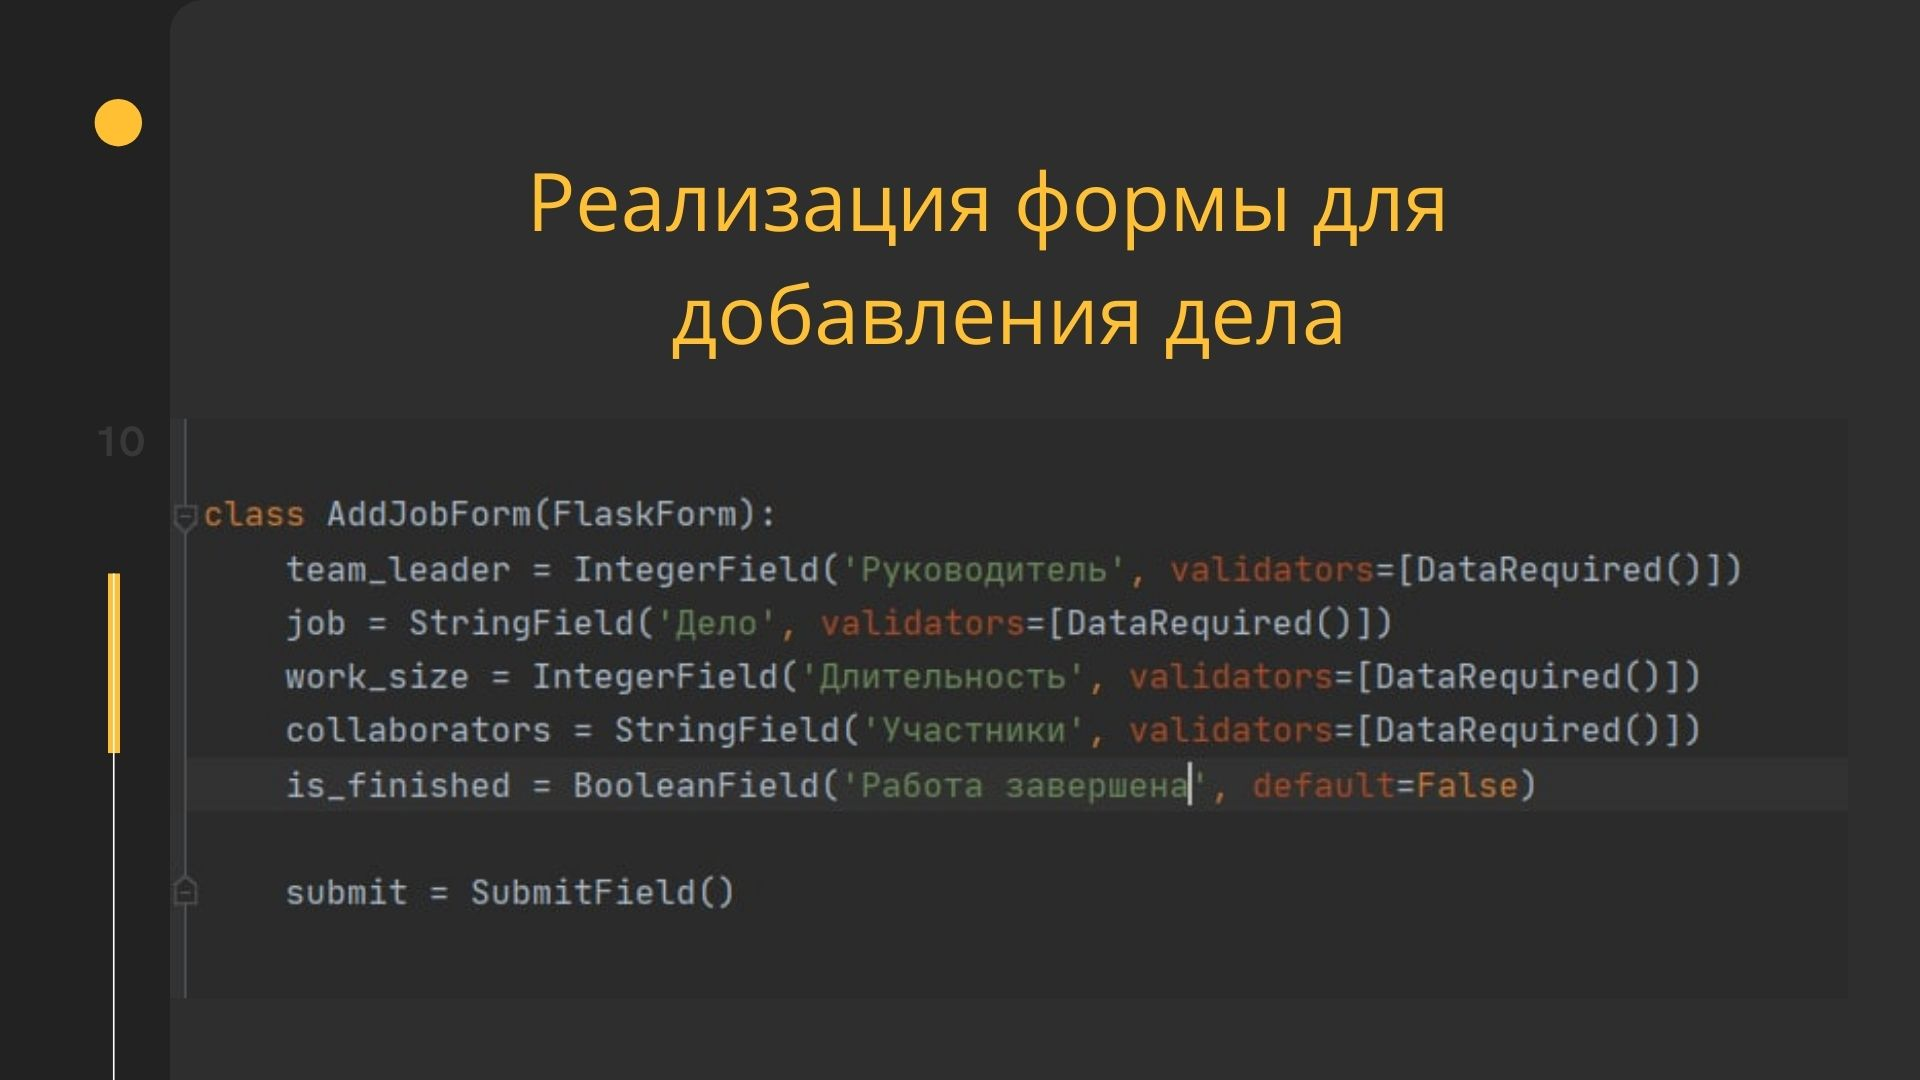 Реализация формы для
добавления дела
10
class AddJobForm(FlaskForm):
team_leader = IntegerField('Руководитель', validators=[DataRequired()])
job = StringField('Дело', validators=[DataRequired()])
work_size = IntegerField('Длительность', validators=[DataRequired()])
collaborators = StringField('Участники', validators=[DataRequired()])
is_finished = BooleanField('Работа завершена', default=False)
submit = SubmitField()